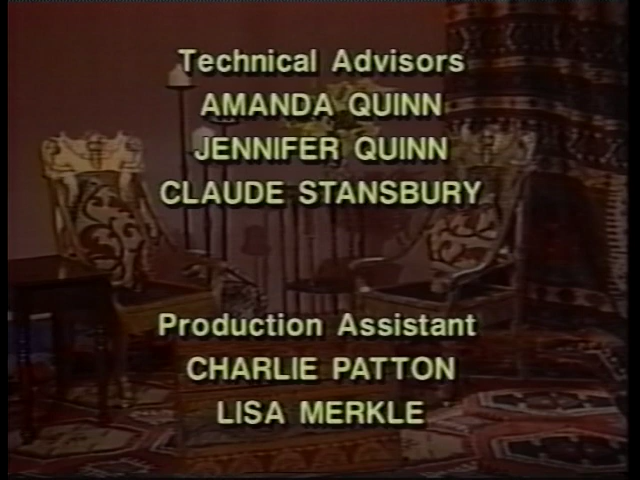 Technical Advisors
AMANDA QUINN
JENNIFER QUINN
CLAUDE STANSBURY
Production Assistant
CHARLIE PATTON
LISA MERKLE